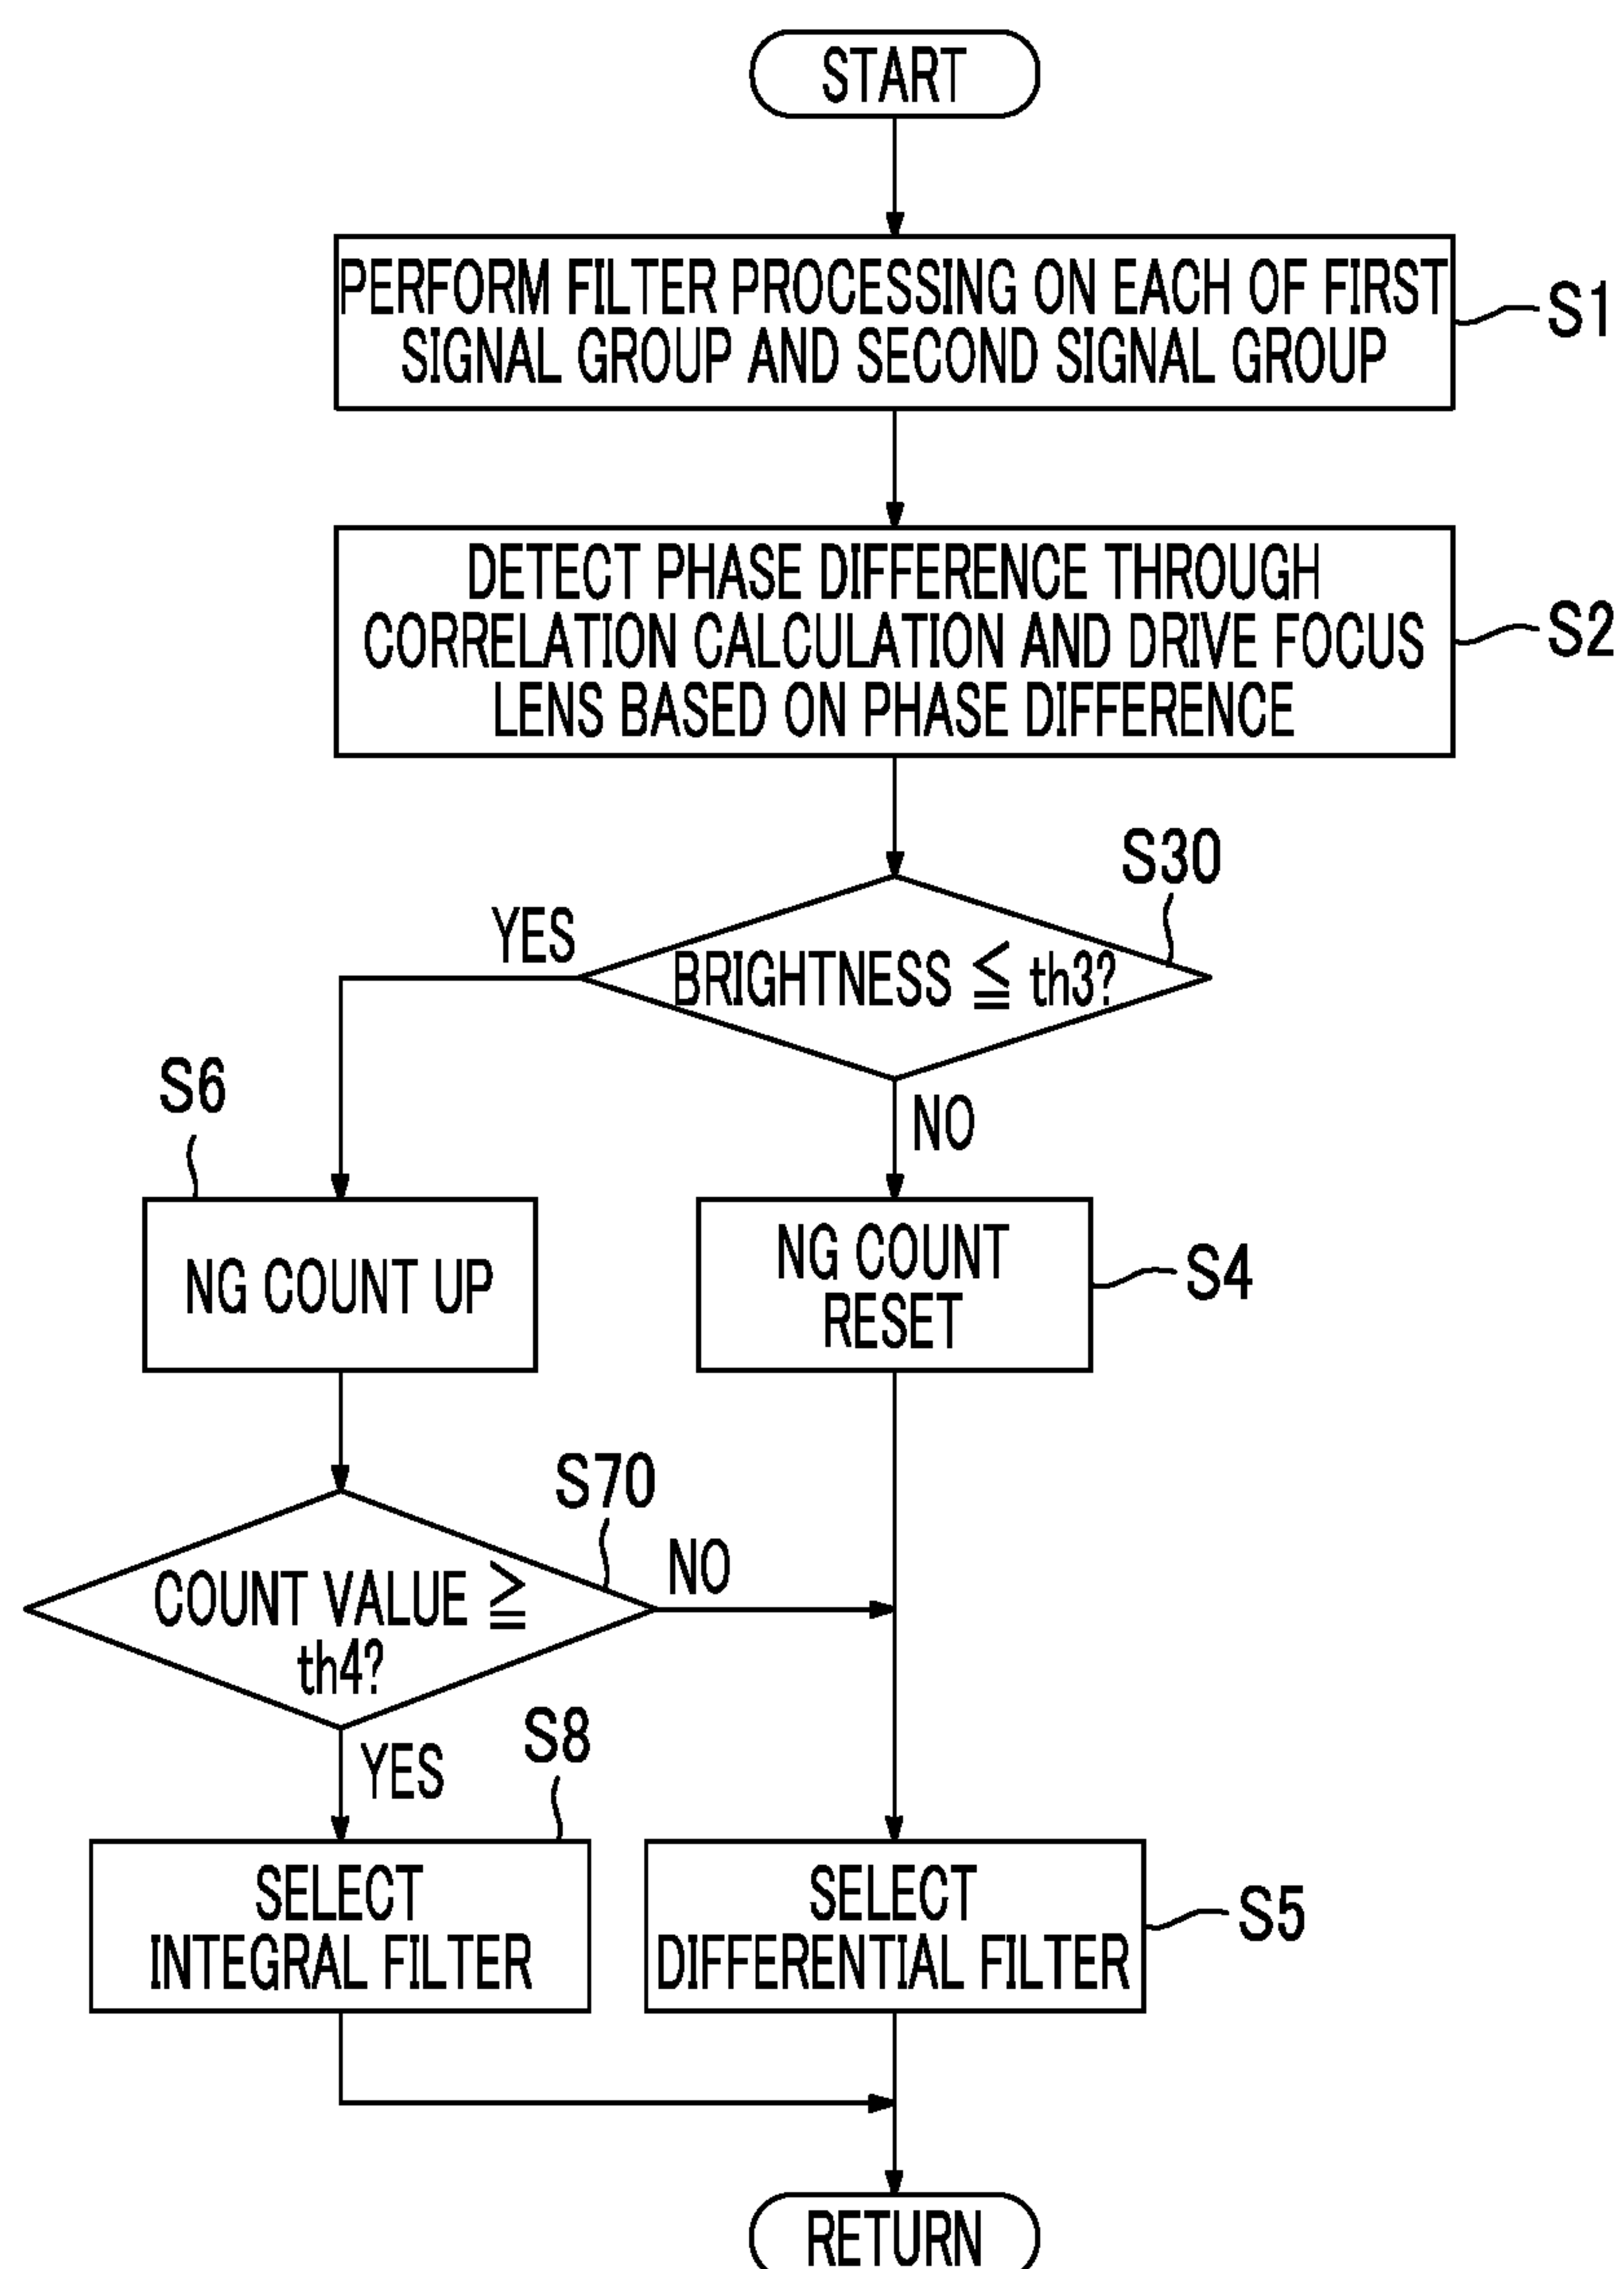 START
PERFORM FILTER PROCESSING ON EACH OF FIRST
SIGNAL GROUP AND SECOND SIGNAL GROUP
S1
DETECT PHASE DIFFERENCE THROUGH
CORRELATION CALCULATION AND DRIVE FOCUS
LENS BASED ON PHASE DIFFERENCE
S2
S30
BRIGHTNESS ≦ th3?
YES
NO
S6
NG COUNT UP
NG COUNT
RESET
S4
S70
COUNT VALUE ≧
th4?
NO
YES
S8
SELECT
INTEGRAL FILTER
SELECT
DIFFERENTIAL FILTER
S5
RETURN